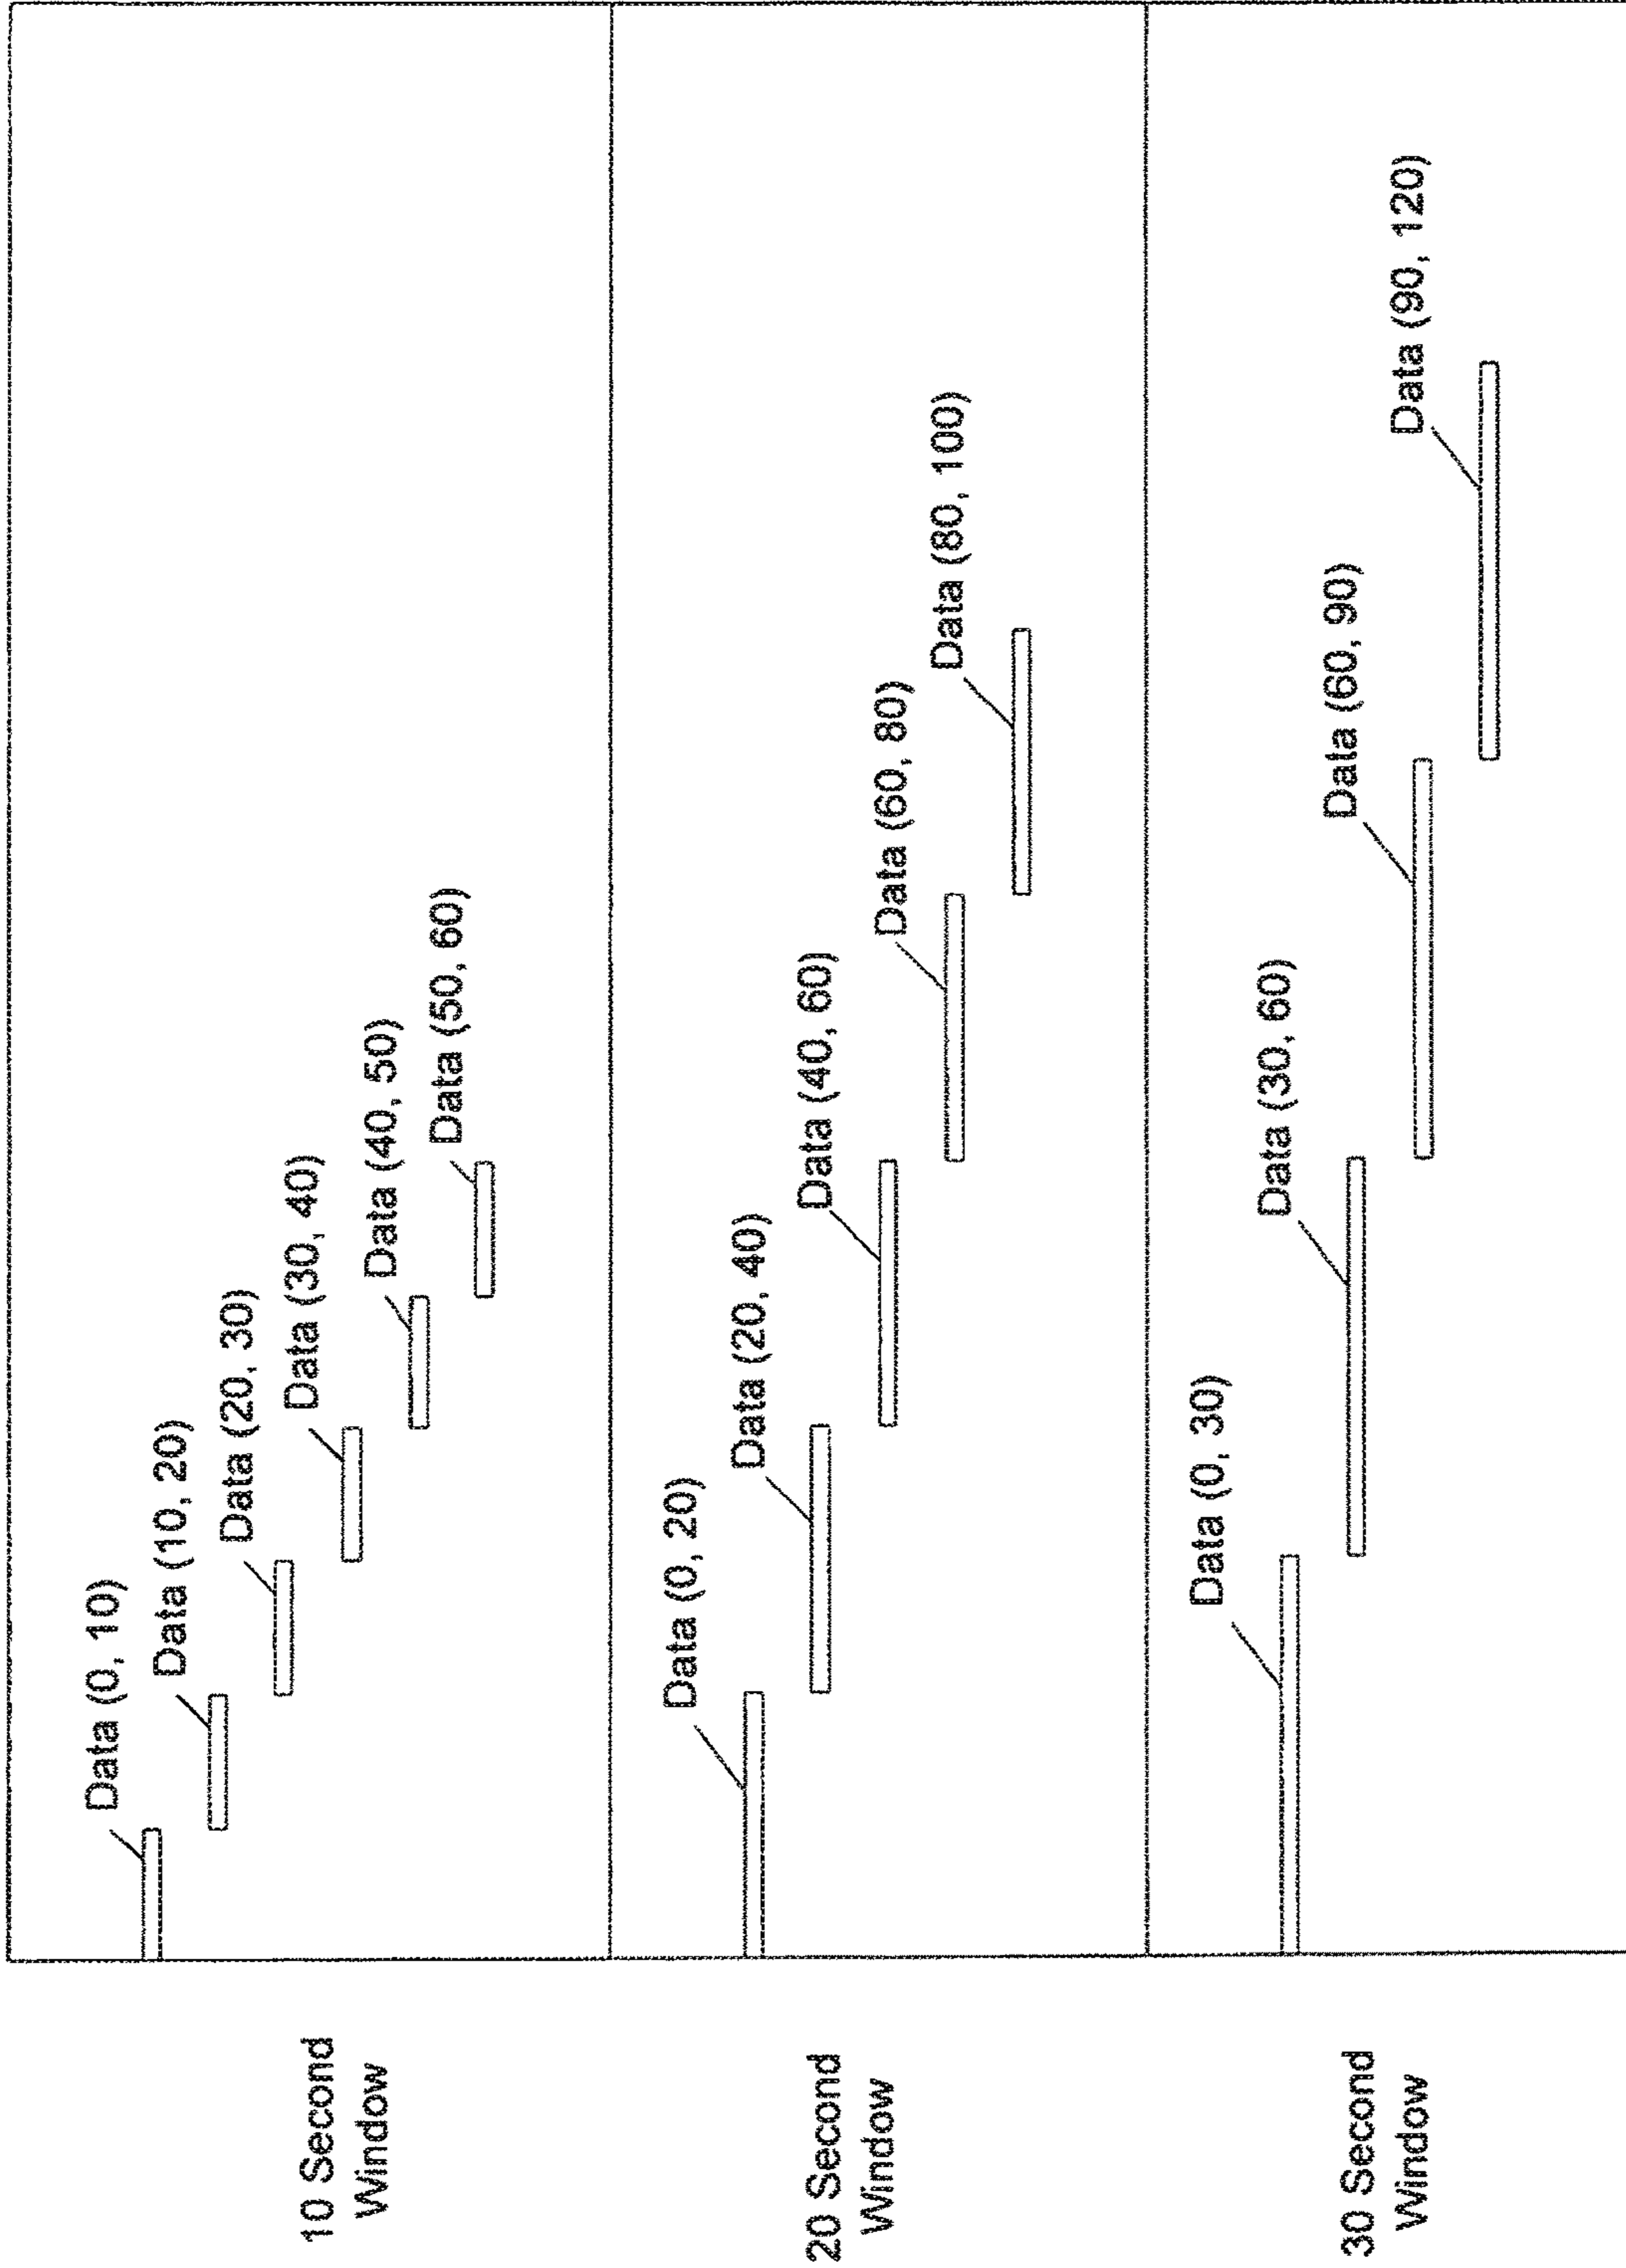 10 Second
Window
Data (0, 10)
Data (10, 20)
Data (20, 30)
Data (30, 40)
Data (40, 50)
Data (50, 60)
20 Second
Window
Data (0, 20)
Data (20, 40)
Data (40, 60)
Data (60, 80)
Data (80, 100)
30 Second
Window
Data (0, 30)
Data (30, 60)
Data (60, 90)
Data (90, 120)